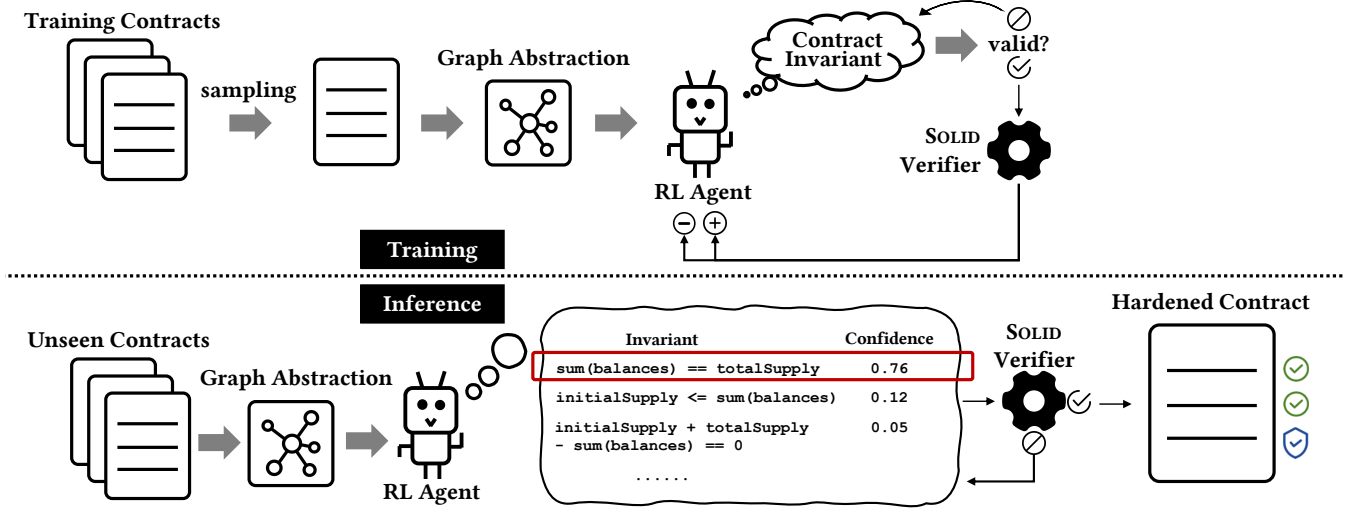 Training Contracts
sampling
Graph Abstraction
RL Agent
Contract
Invariant
valid?
SOLID
Verifier
Training
Inference
Unseen Contracts
Graph Abstraction
RL Agent
Invariant Confidence
sum(balances) == totalSupply 0.76
initialSupply <= sum(balances) 0.12
initialSupply + totalSupply 0.05
- sum(balances) == 0
......
SOLID
Verifier
Hardened Contract